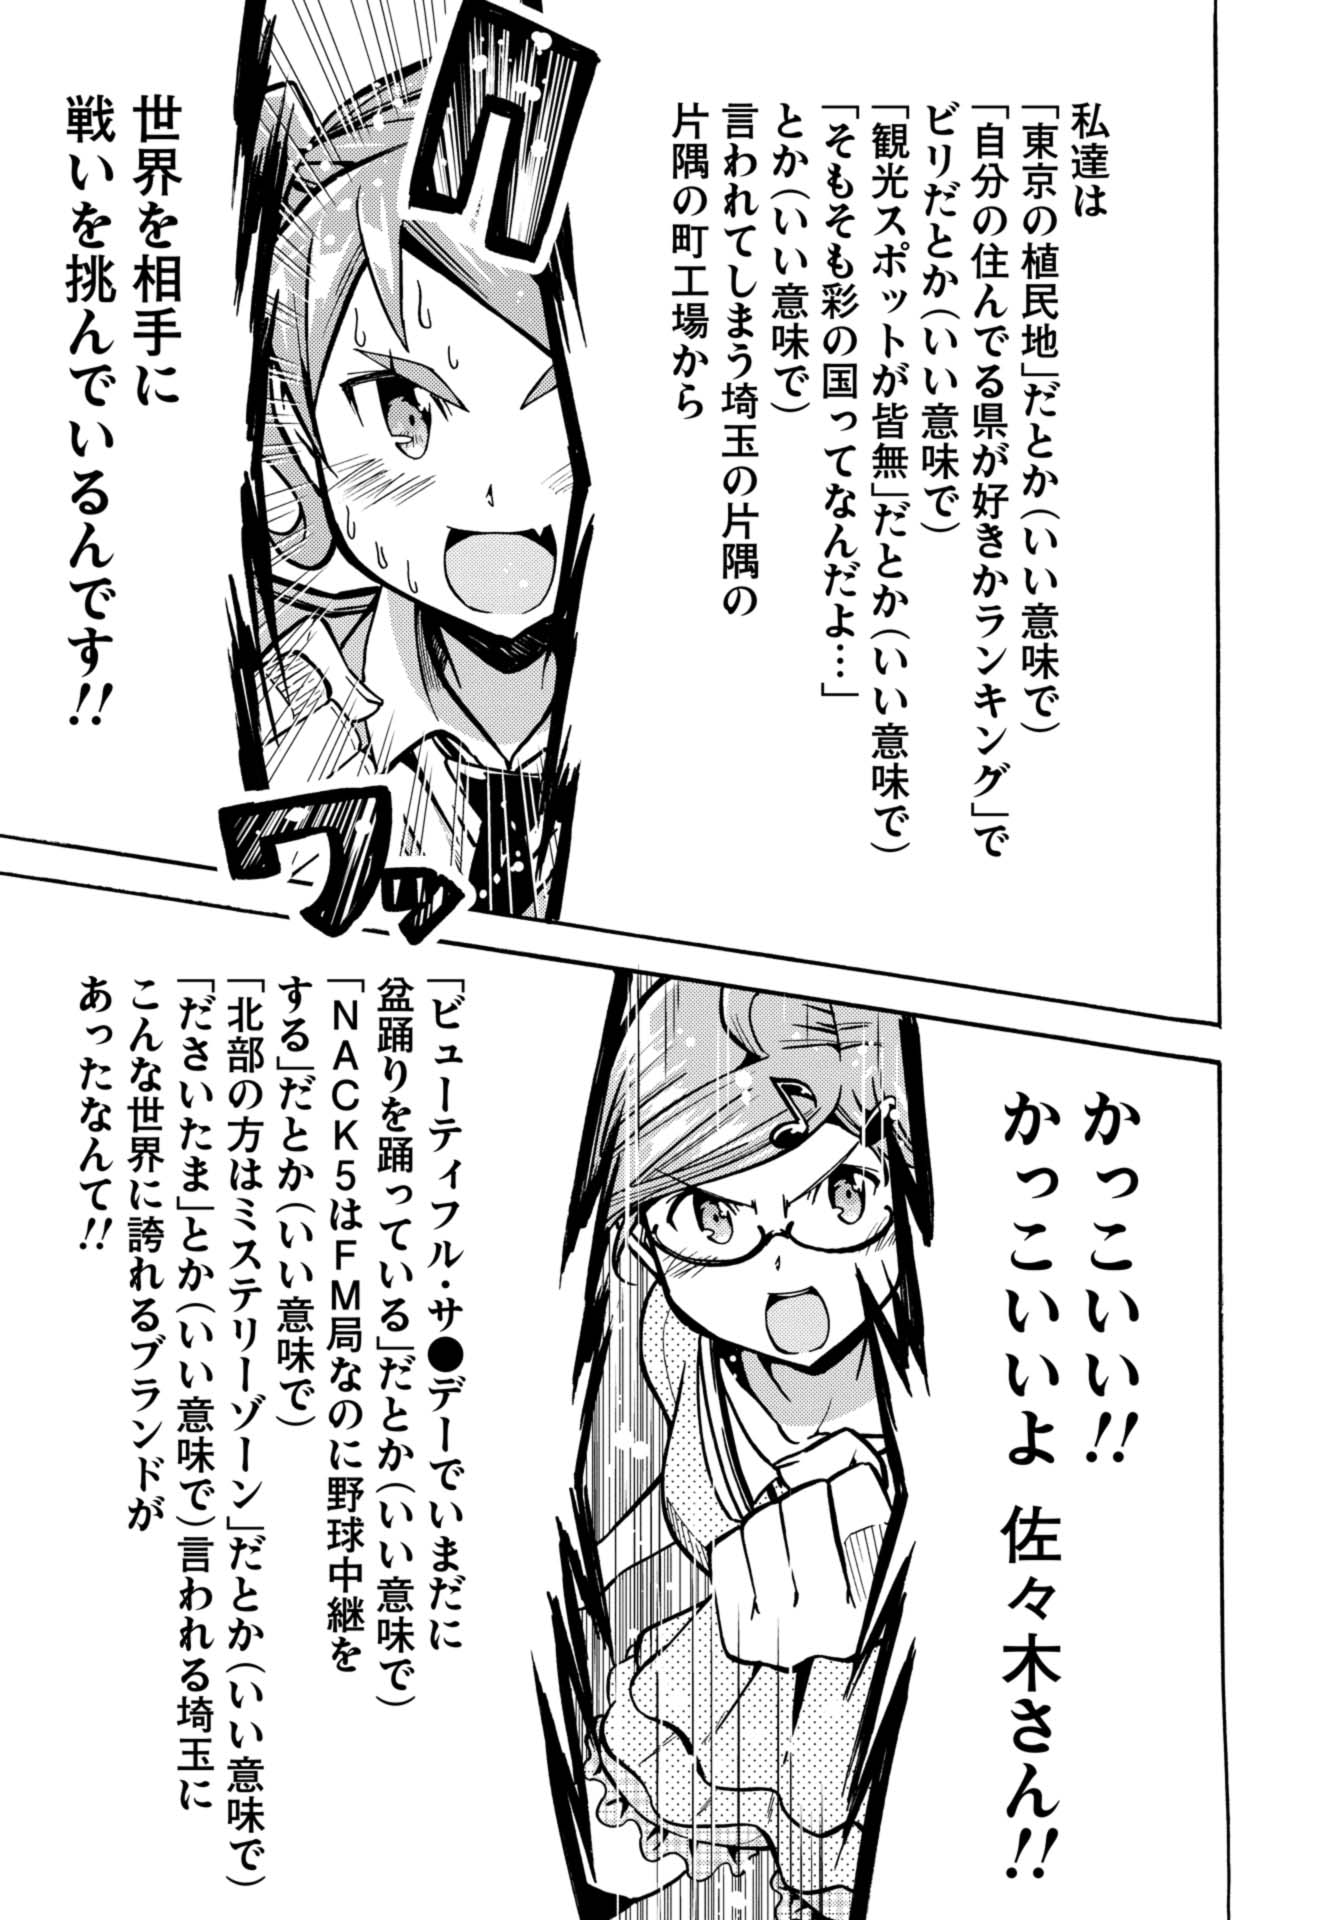 私達は
「東京の植民地」だとか(いい意味で)
「自分の住んでる県が好きかランキング」で
ビリだとか(いい意味で)
「観光スポットが皆無」だとか(いい意味で)
「そもそも彩の国ってなんだよ…」
とか(いい意味で)
言われてしまう埼玉の片隅の
片隅の町工場から
世界を相手に
戦いを挑んでいるんです!!
クワッ
かっこいい!!
かっこいいよ 佐々木さん!!
「ビューティフル・サ●デーでいまだに
盆踊りを踊っている」だとか(いい意味で)
「NACK5はFM局なのに野球中継を
する」だとか(いい意味で)
「北部の方はミステリーゾーン」だとか(いい意味で)
「ださいたま」とか(いい意味で)言われる埼玉に
こんな世界に誇れるブランドが
あったなんて!!